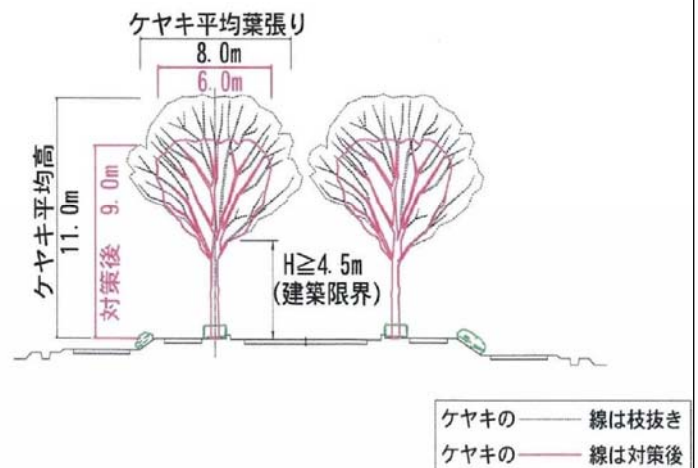 ケヤキ平均葉張り
8.0m
6.0m
ケヤキ平均高
11.0m
対策後 9.0m
H≧4.5m
(建築限界)
ケヤキの 線は枝抜き
ケヤキの 線は対策後